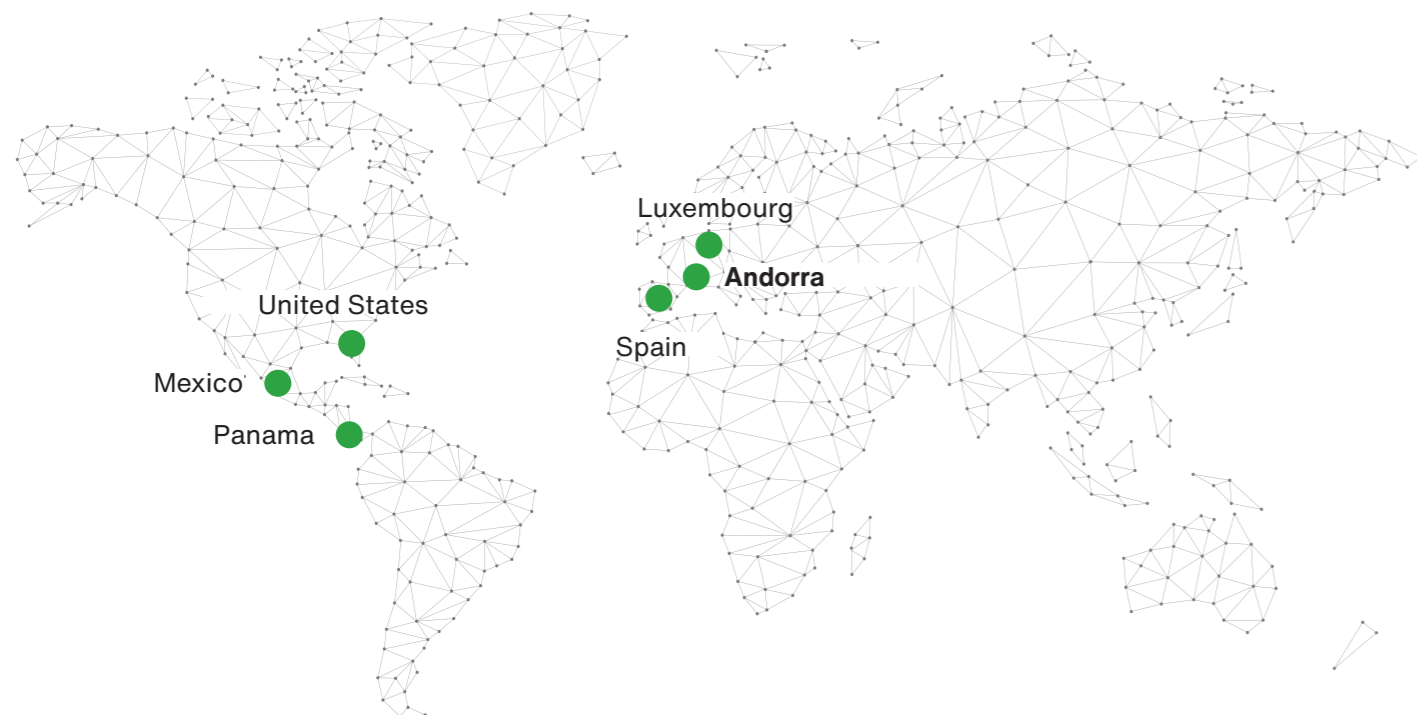 Luxembourg
Andorra
United States
Spain
Mexico
Panama